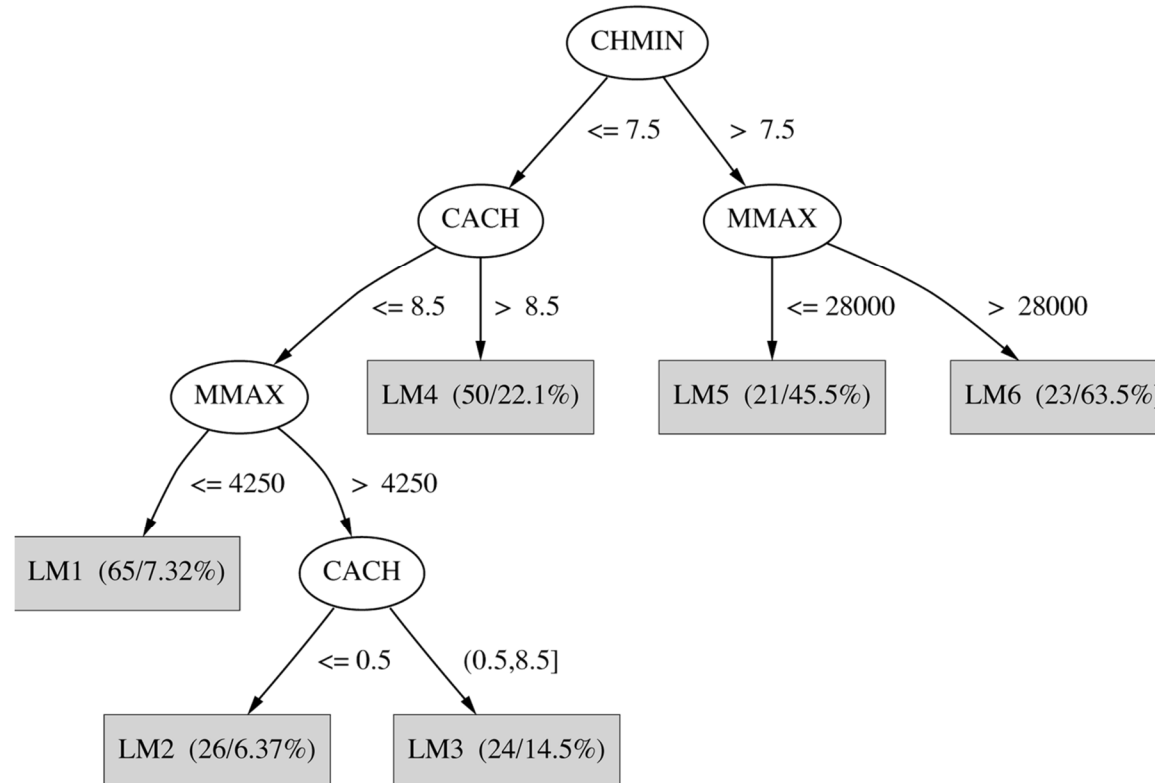 CHMIN
<= 7.5
> 7.5
CACH
MMAX
<= 8.5
> 8.5
<= 28000
> 28000
MMAX
LM4 (50/22.1%)
LM5 (21/45.5%)
LM6 (23/63.5%)
<= 4250
> 4250
LM1 (65/7.32%)
CACH
<= 0.5
(0.5,8.5]
LM2 (26/6.37%)
LM3 (24/14.5%)